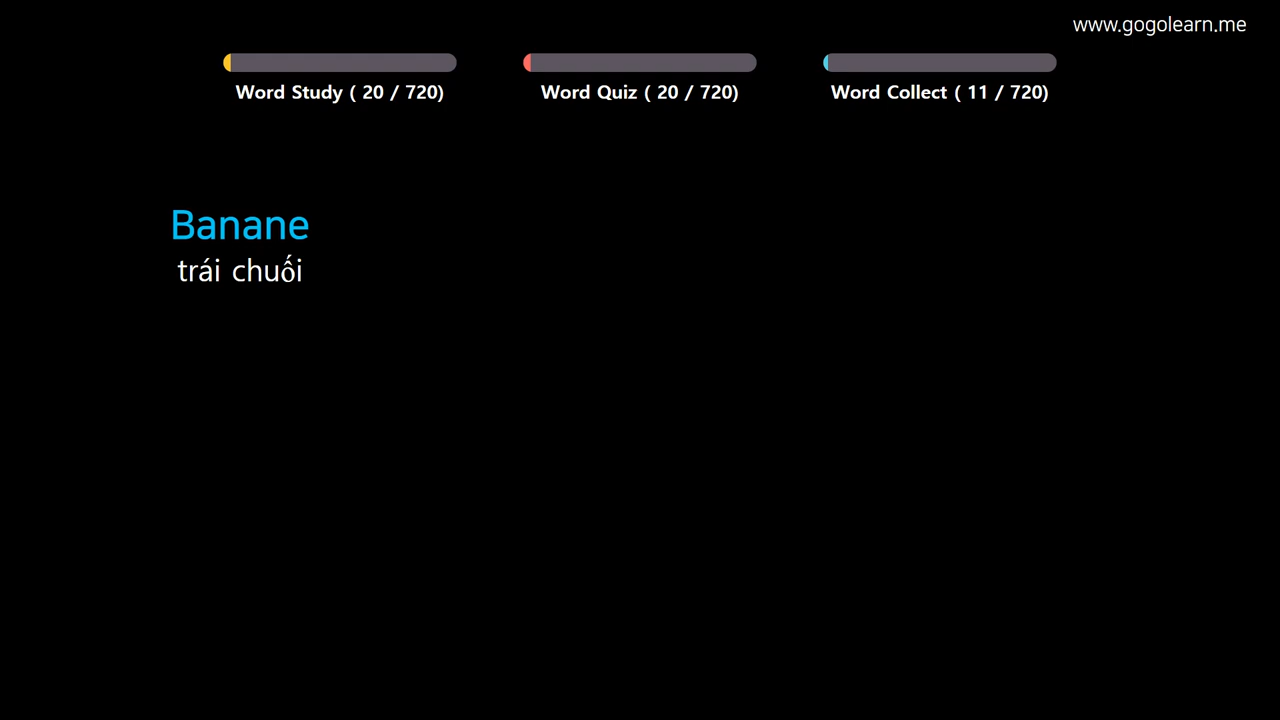 www.gogolearn.me
Word Study ( 20 / 720)
Word Quiz ( 20 / 720)
Word Collect ( 11 / 720)
Banane
trái chuối